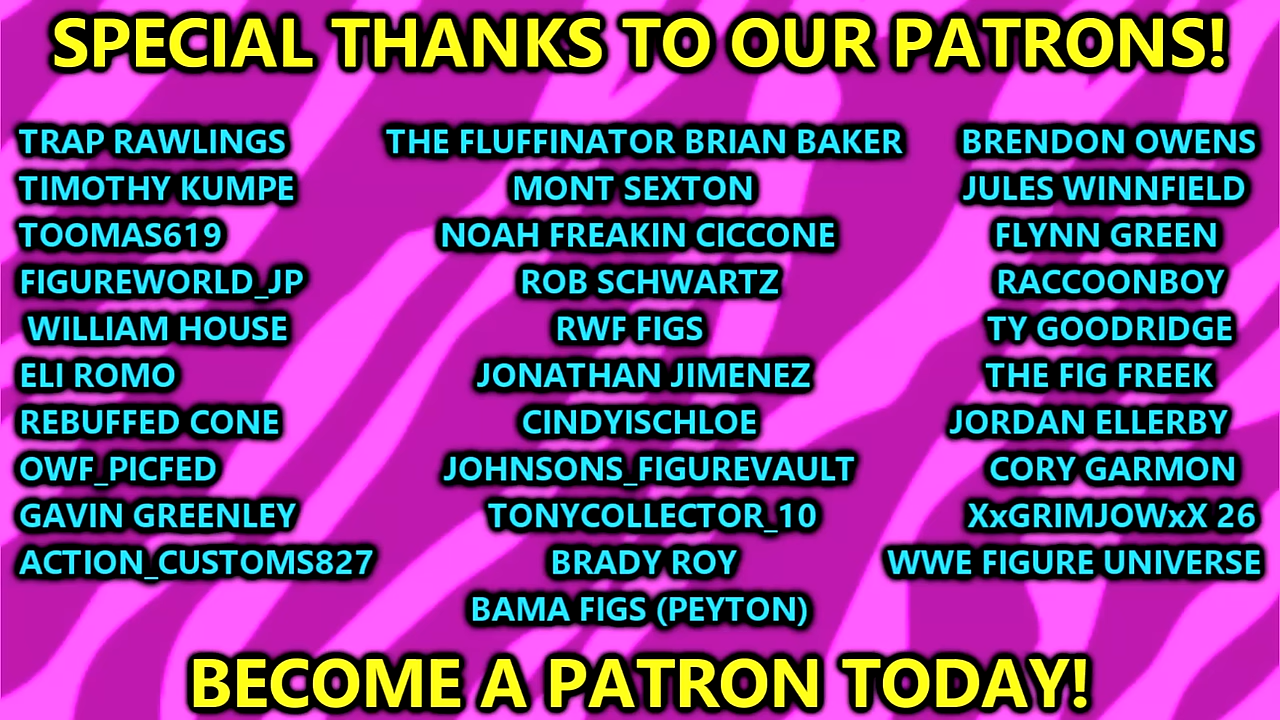 SPECIAL THANKS TO OUR PATRONS!
TRAP RAWLINGS
TIMOTHY KUMPE
TOOMAS619
FIGUREWORLD_JP
WILLIAM HOUSE
ELI ROMO
REBUFFED CONE
OWF_PICFED
GAVIN GREENLEY
ACTION_CUSTOMS827
THE FLUFFINATOR BRIAN BAKER
MONT SEXTON
NOAH FREAKIN CICCONE
ROB SCHWARTZ
RWF FIGS
JONATHAN JIMENEZ
CINDYISCHLOE
JOHNSONS_FIGUREVAULT
TONYCOLLECTOR_10
BRADY ROY
BAMA FIGS (PEYTON)
BRENDON OWENS
JULES WINNFIELD
FLYNN GREEN
RACCOONBOY
TY GOODRIDGE
THE FIG FREEK
JORDAN ELLERBY
CORY GARMON
XxGRIMJOWxX 26
WWE FIGURE UNIVERSE
BECOME A PATRON TODAY!